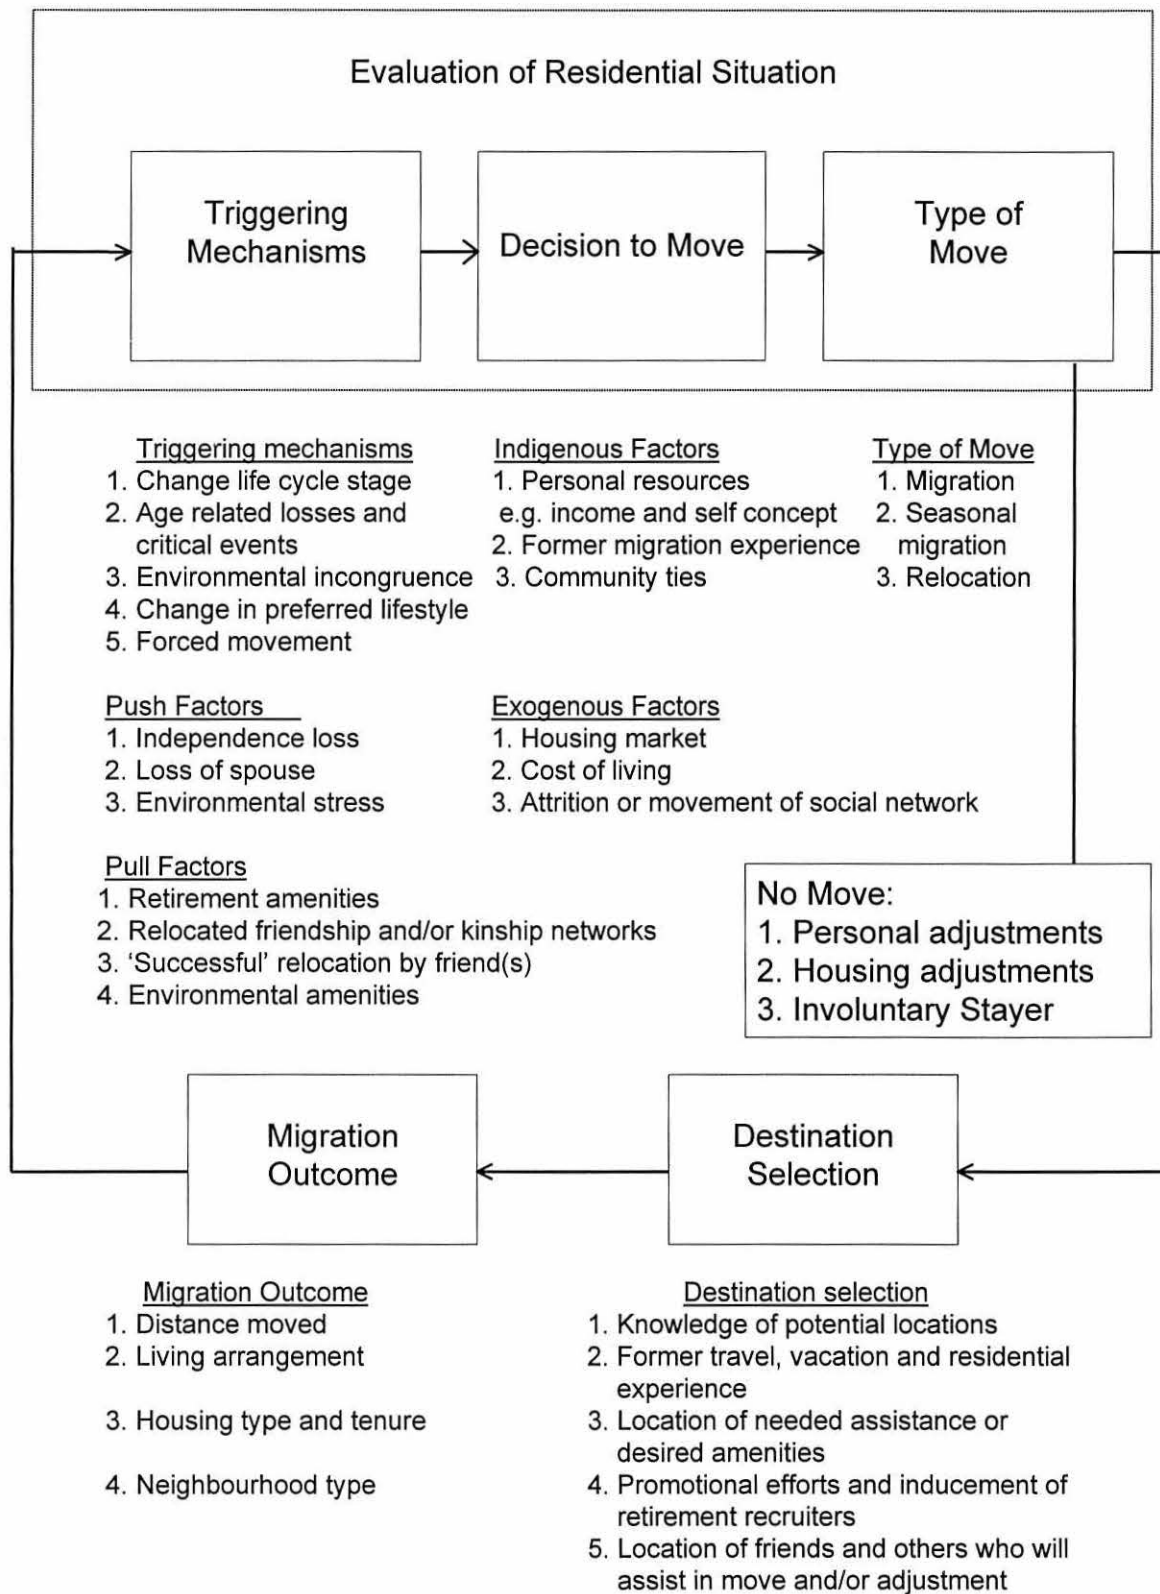 Evaluation of Residential Situation
Triggering
Mechanisms
Decision to Move
Type of
Move
Triggering mechanisms
1. Change life cycle stage
2. Age related losses and
critical events
3. Environmental incongruence
4. Change in preferred lifestyle
5. Forced movement
Indigenous Factors
1. Personal resources
e.g. income and self concept
2. Former migration experience
3. Community ties
Type of Move
1. Migration
2. Seasonal
migration
3. Relocation
Push Factors
1. Independence loss
2. Loss of spouse
3. Environmental stress
Exogenous Factors
1. Housing market
2. Cost of living
3. Attrition or movement of social network
Pull Factors
1. Retirement amenities
2. Relocated friendship and/or kinship networks
3. ‘Successful’ relocation by friend(s)
4. Environmental amenities
No Move:
1. Personal adjustments
2. Housing adjustments
3. Involuntary Stayer
Migration
Outcome
Destination
Selection
Migration Outcome
1. Distance moved
2. Living arrangement
3. Housing type and tenure
4. Neighbourhood type
Destination selection
1. Knowledge of potential locations
2. Former travel, vacation and residential
experience
3. Location of needed assistance or
desired amenities
4. Promotional efforts and inducement of
retirement recruiters
5. Location of friends and others who will
assist in move and/or adjustment